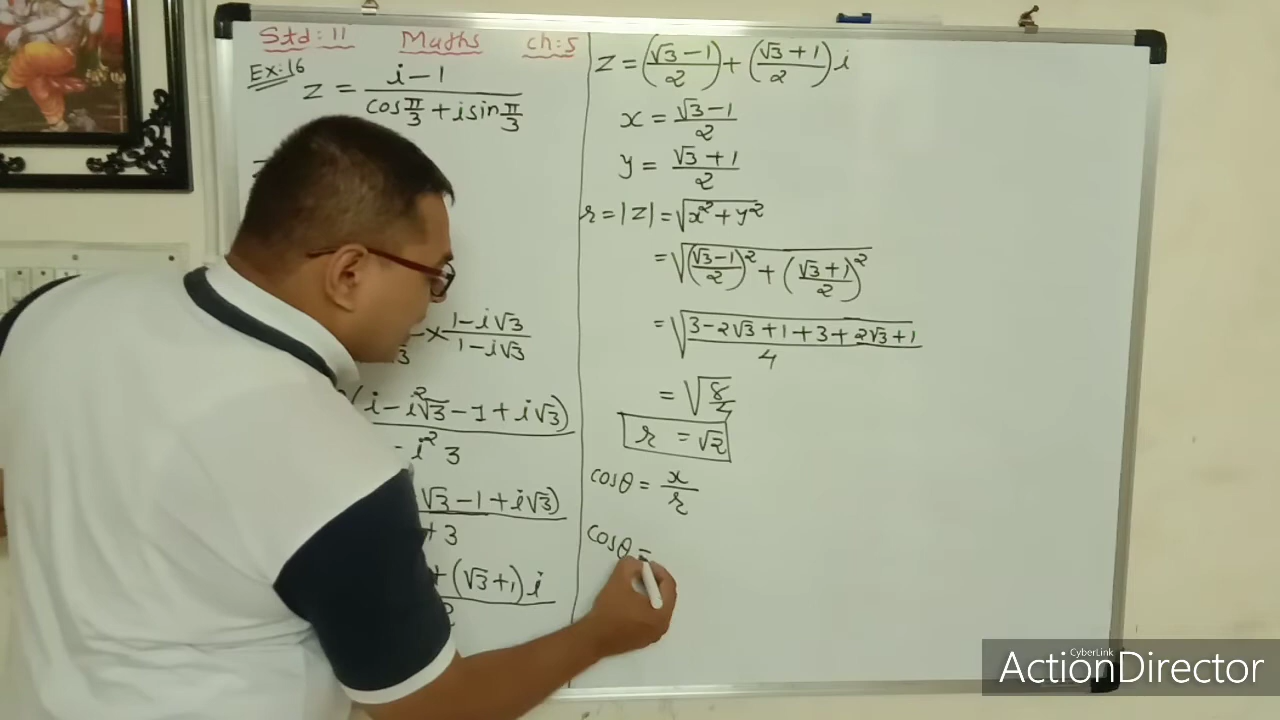 Std : 11 Maths ch : 5
Ex:16
z = i - 1 / cos π/3 + i sin π/3
× 1 - i√3 / 1 - i√3
( i - i²√3 - 1 + i√3 )
- i² 3
√3 - 1 + i√3 )
+ 3
+ (√3 + 1) i
z = (√3 - 1 / 2) + (√3 + 1 / 2) i
x = √3 - 1 / 2
y = √3 + 1 / 2
r = |z| = √x² + y²
= √(√3 - 1 / 2)² + (√3 + 1 / 2)²
= √3 - 2√3 + 1 + 3 + 2√3 + 1 / 4
= √8/4
r = √2
cosθ = x / r
cosθ =
CyberLink
ActionDirector